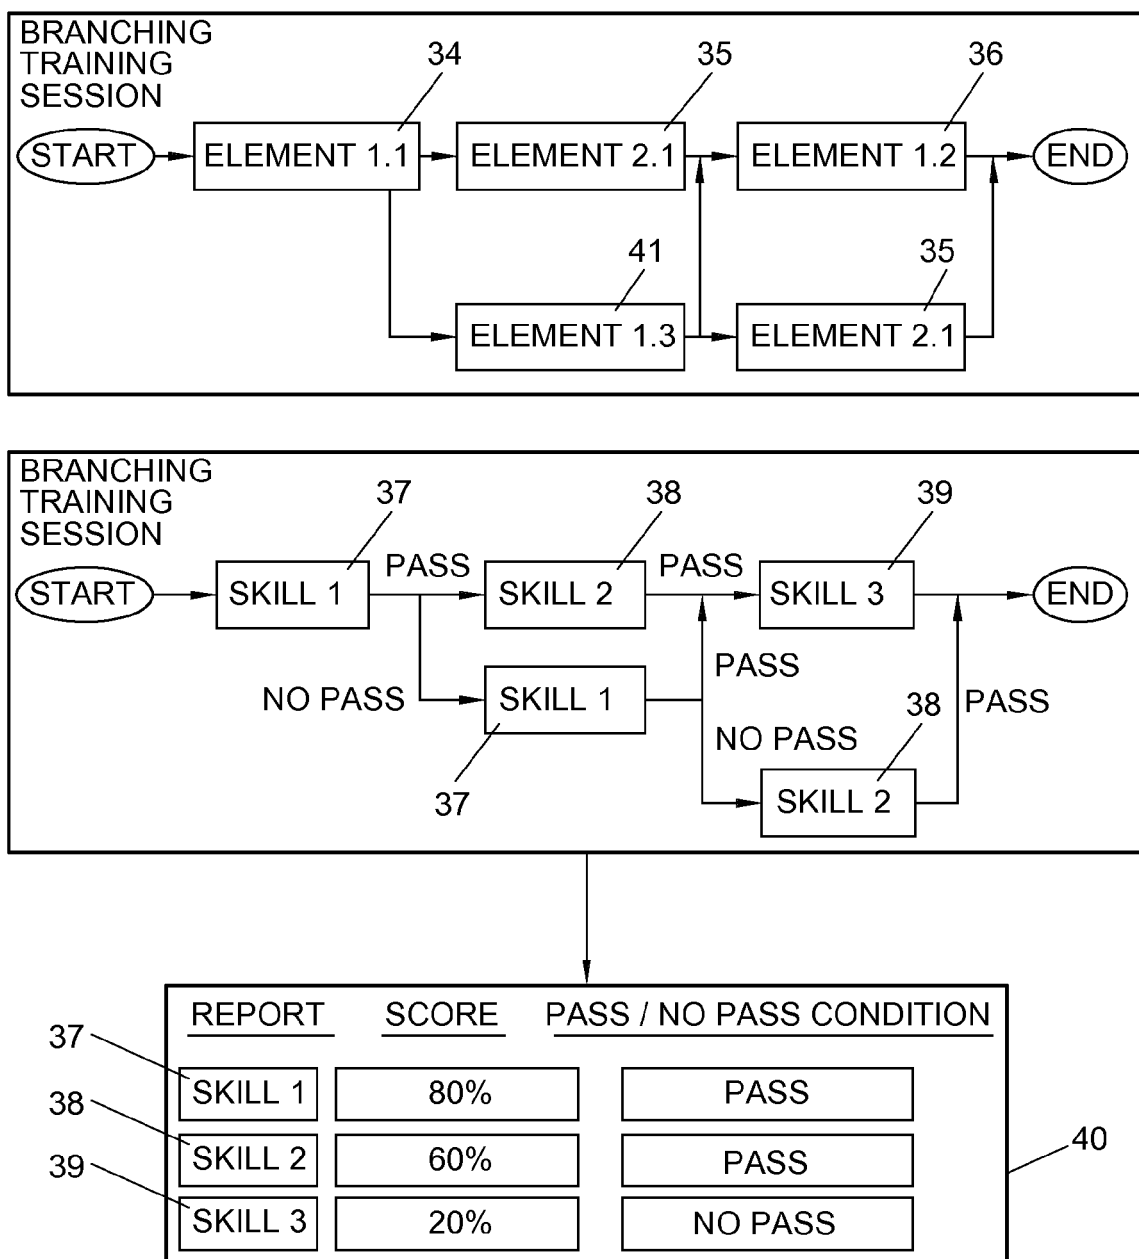 BRANCHING
TRAINING
SESSION
34
35
36
START
ELEMENT 1.1
ELEMENT 2.1
ELEMENT 1.2
END
41
35
ELEMENT 1.3
ELEMENT 2.1
BRANCHING
TRAINING
SESSION
37
38
39
START
SKILL 1
PASS
SKILL 2
PASS
SKILL 3
END
NO PASS
SKILL 1
PASS
37
NO PASS
38
PASS
SKILL 2
REPORT
SCORE
PASS / NO PASS CONDITION
37
SKILL 1
80%
PASS
38
SKILL 2
60%
PASS
40
39
SKILL 3
20%
NO PASS